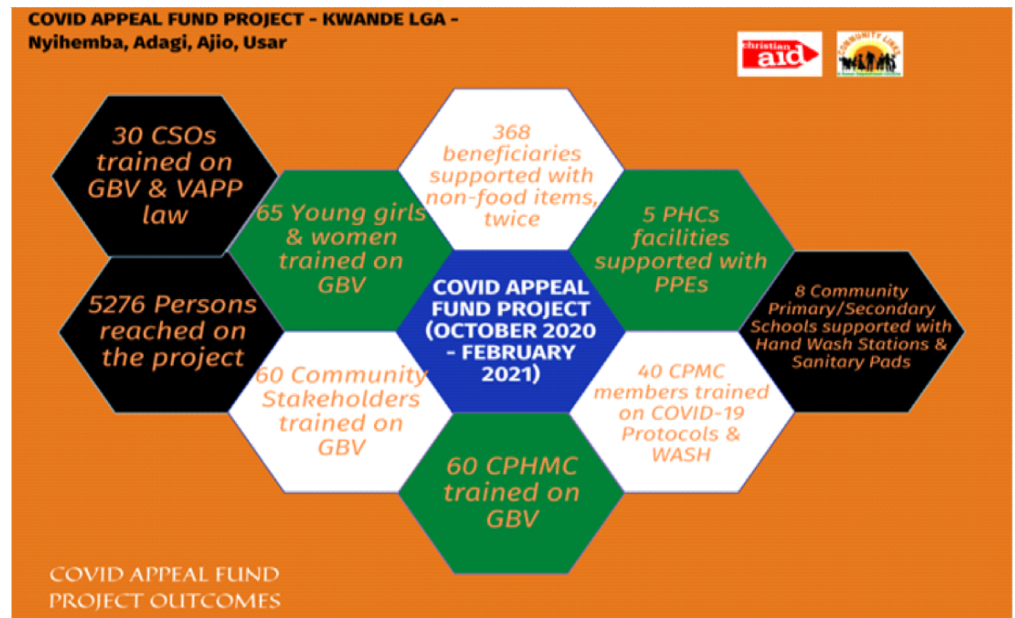 COVID APPEAL FUND PROJECT - KWANDE LGA -
Nyihemba, Adagi, Ajio, Usar
christian
aid
COMMUNITY LINKS
30 CSOs
trained on
GBV & VAPP
law
368
beneficiaries
supported with
non-food items,
twice
65 Young girls
& women
trained on
GBV
5 PHCs
facilities
supported with
PPEs
5276 Persons
reached on
the project
COVID APPEAL
FUND PROJECT
(OCTOBER 2020
- FEBRUARY
2021)
8 Community
Primary/Secondary
Schools supported with
Hand Wash Stations &
Sanitary Pads
60 Community
Stakeholders
trained on
GBV
40 CPMC
members trained
on COVID-19
Protocols &
WASH
60 CPHMC
trained on
GBV
COVID APPEAL FUND
PROJECT OUTCOMES